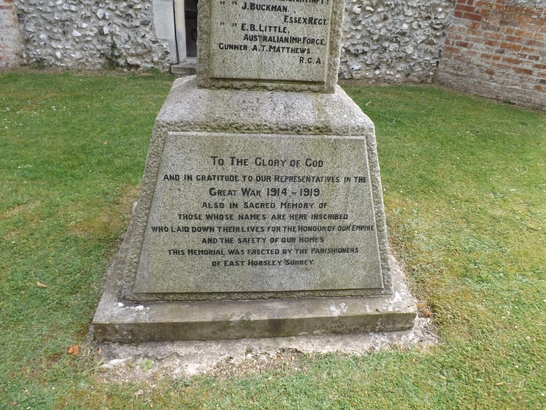 " " J. BUCKMAN,
ESSEX REGT.
" " E.B. LITTLE,
AUSTRALIAN IMP. FORCE.
GUNNER A.T. MATTHEWS
R.G.A.
TO THE GLORY OF GOD
AND IN GRATITUDE TO OUR REPRESENTATIVES IN THE
GREAT WAR 1914 - 1919.
ALSO IN SACRED MEMORY OF
THOSE WHOSE NAMES ARE HERE INSCRIBED
WHO LAID DOWN THEIR LIVES FOR THE HONOUR OF OUR EMPIRE
AND THE SAFETY OF OUR HOMES
THIS MEMORIAL WAS ERECTED BY THE PARISHIONERS
OF EAST HORSLEY SURREY.